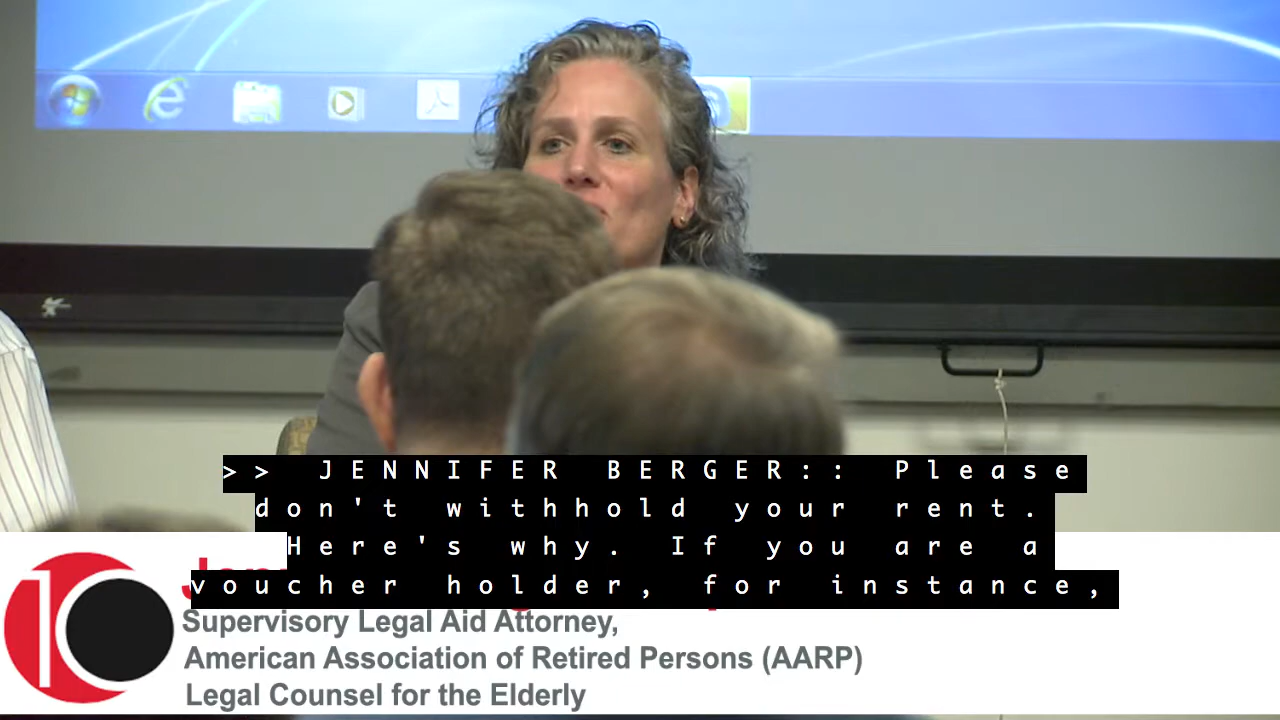 >> JENNIFER BERGER:: Please
don't withhold your rent.
Here's why. If you are a
voucher holder, for instance,
Supervisory Legal Aid Attorney,
American Association of Retired Persons (AARP)
Legal Counsel for the Elderly
10